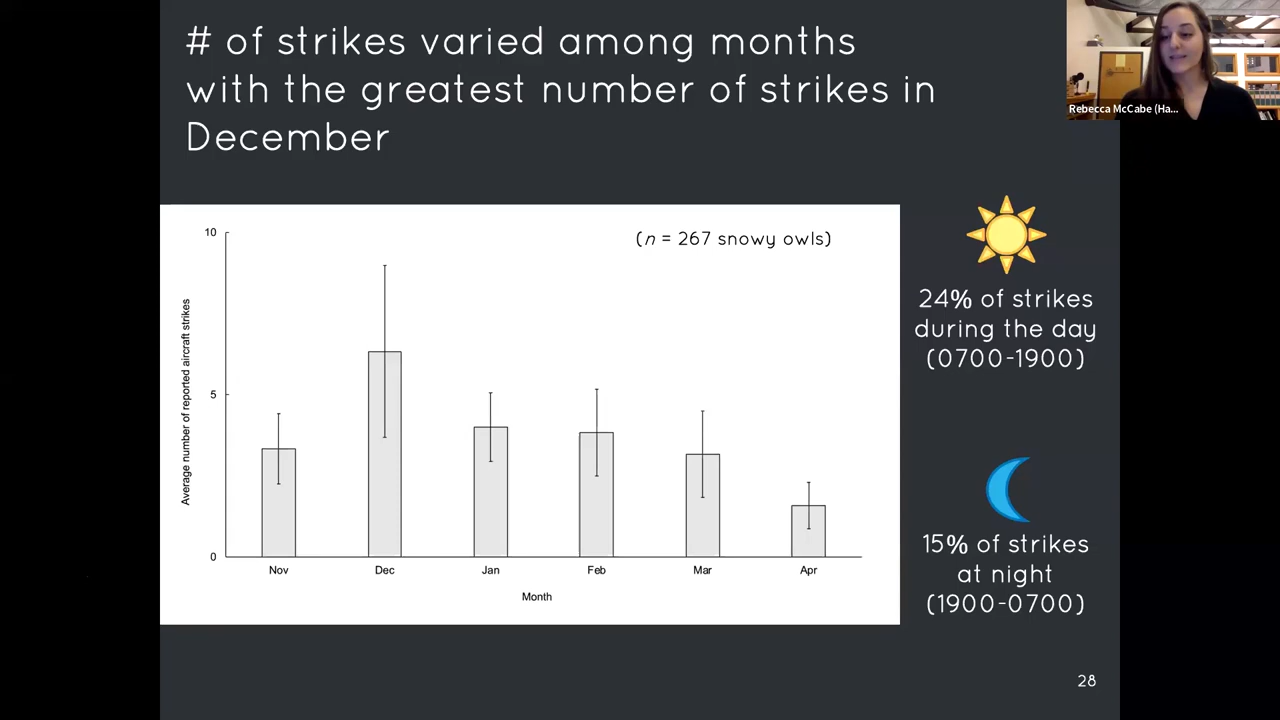 # of strikes varied among months
with the greatest number of strikes in
December
Rebecca McCabe (Ha...
(n = 267 snowy owls)
10
5
0
Average number of reported aircraft strikes
Nov
Dec
Jan
Feb
Mar
Apr
Month
24% of strikes
during the day
(0700-1900)
15% of strikes
at night
(1900-0700)
28